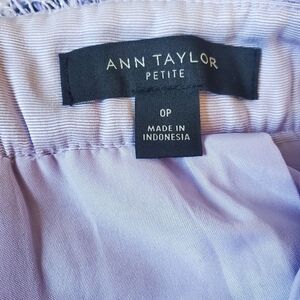 ANN TAYLOR
PETITE
0P
MADE IN
INDONESIA